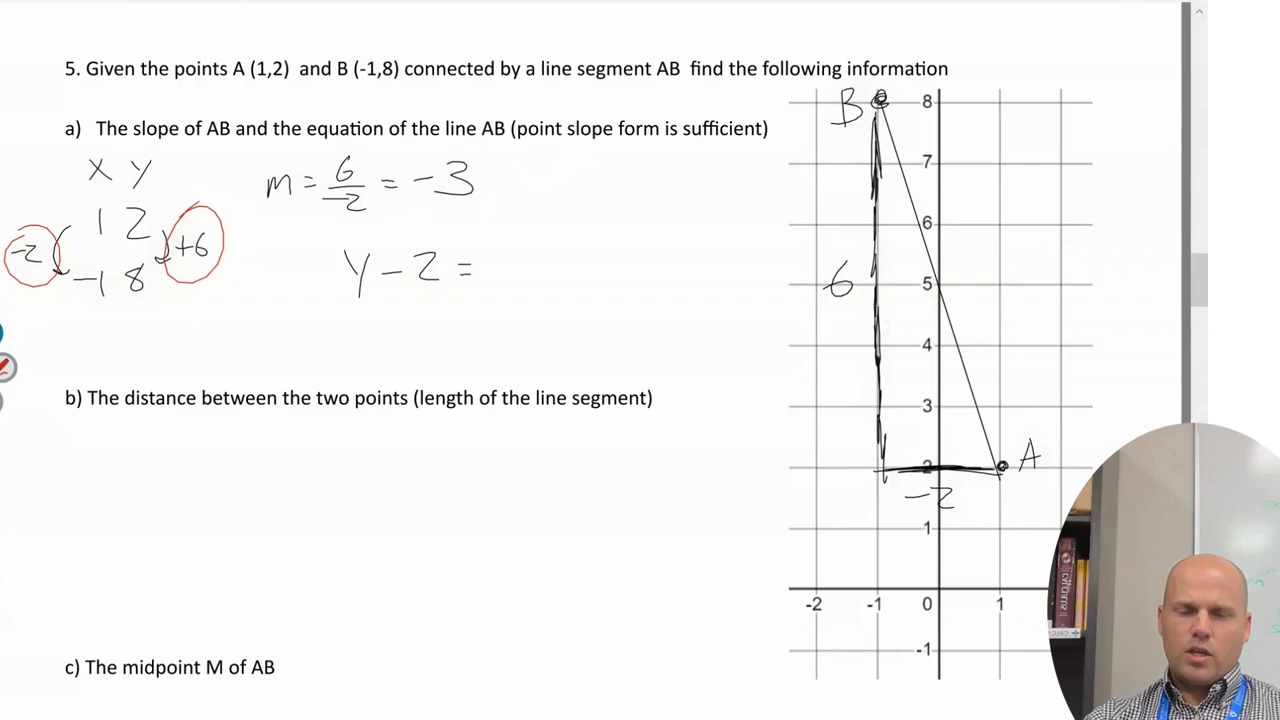 5. Given the points A (1,2) and B (-1,8) connected by a line segment AB find the following information
a) The slope of AB and the equation of the line AB (point slope form is sufficient)
X Y
1 2
-2
+6
-1 8
m = 6/-2 = -3
y - 2 =
b) The distance between the two points (length of the line segment)
c) The midpoint M of AB
B
8
7
6
6
5
4
3
2
A
-2
1
-2 -1 0 1
-1